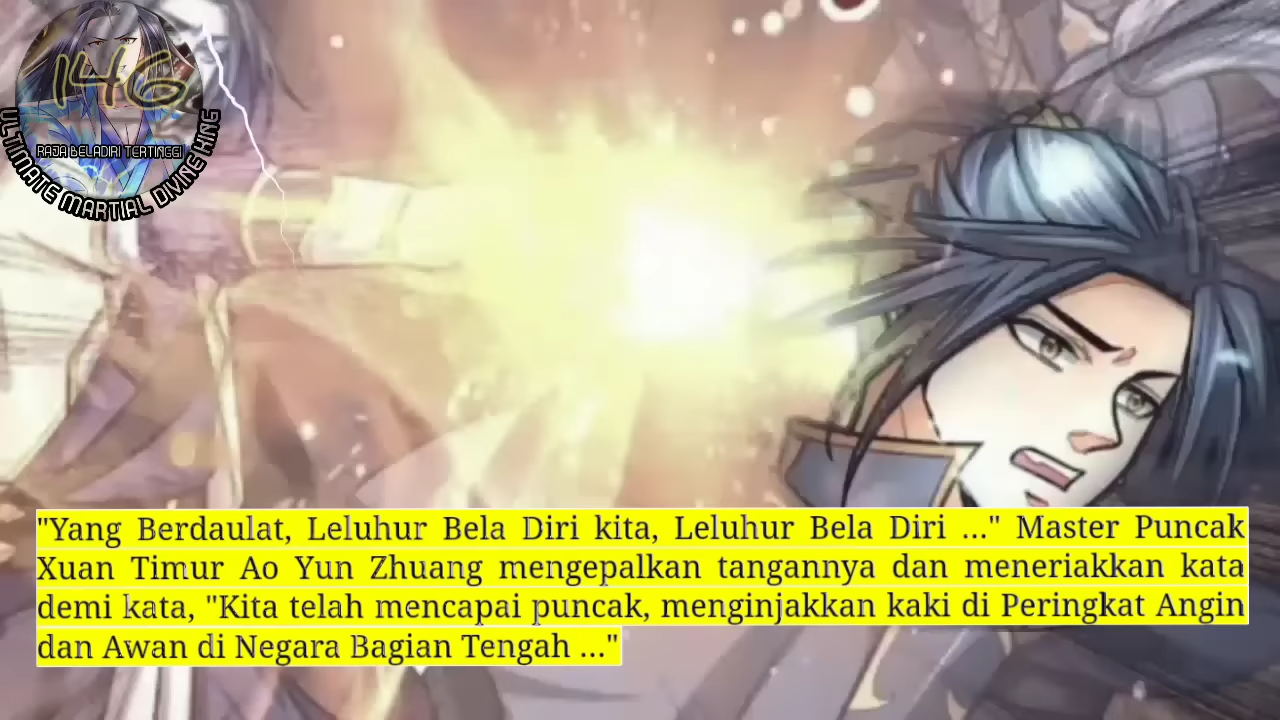 146
RAJA BELADIRI TERTINGGI
ULTIMATE MARTIAL DIVINE KING
"Yang Berdaulat, Leluhur Bela Diri kita, Leluhur Bela Diri ..." Master Puncak
Xuan Timur Ao Yun Zhuang mengepalkan tangannya dan meneriakkan kata
demi kata, "Kita telah mencapai puncak, menginjakkan kaki di Peringkat Angin
dan Awan di Negara Bagian Tengah ..."